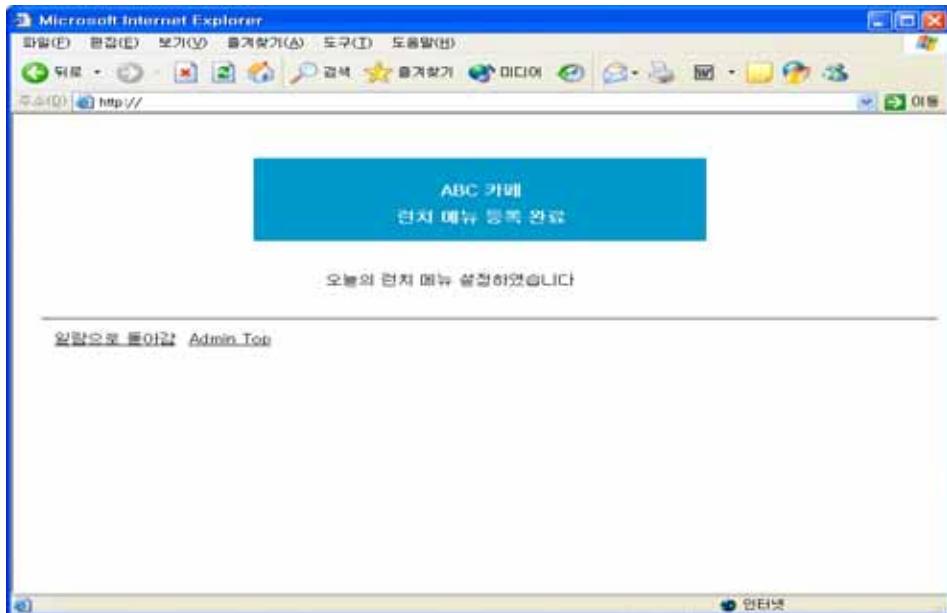 Microsoft Internet Explorer
파일(F) 편집(E) 보기(V) 즐겨찾기(A) 도구(T) 도움말(H)
뒤로 검색 즐겨찾기 미디어
주소(D) http:// 이동
ABC 카페
런치 메뉴 등록 완료
오늘의 런치 메뉴 설정하였습니다
일람으로 돌아감 Admin Top
인터넷